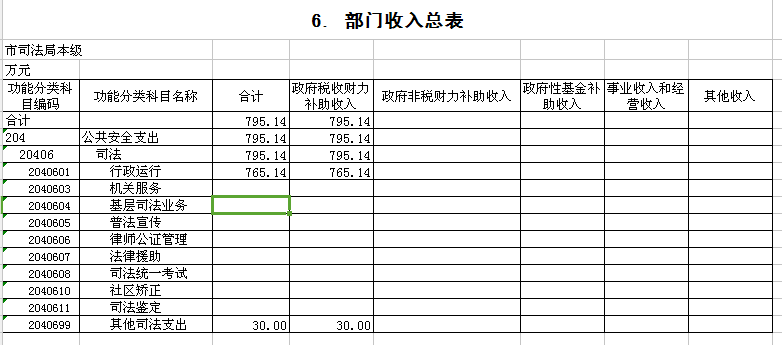 6. 部门收入总表
市司法局本级
万元
功能分类科目编码 功能分类科目名称 合计 政府税收财力补助收入 政府非税财力补助收入 政府性基金补助收入 事业收入和经营收入 其他收入
合计 795.14 795.14
204 公共安全支出 795.14 795.14
20406 司法 795.14 795.14
2040601 行政运行 765.14 765.14
2040603 机关服务
2040604 基层司法业务
2040605 普法宣传
2040606 律师公证管理
2040607 法律援助
2040608 司法统一考试
2040610 社区矫正
2040611 司法鉴定
2040699 其他司法支出 30.00 30.00